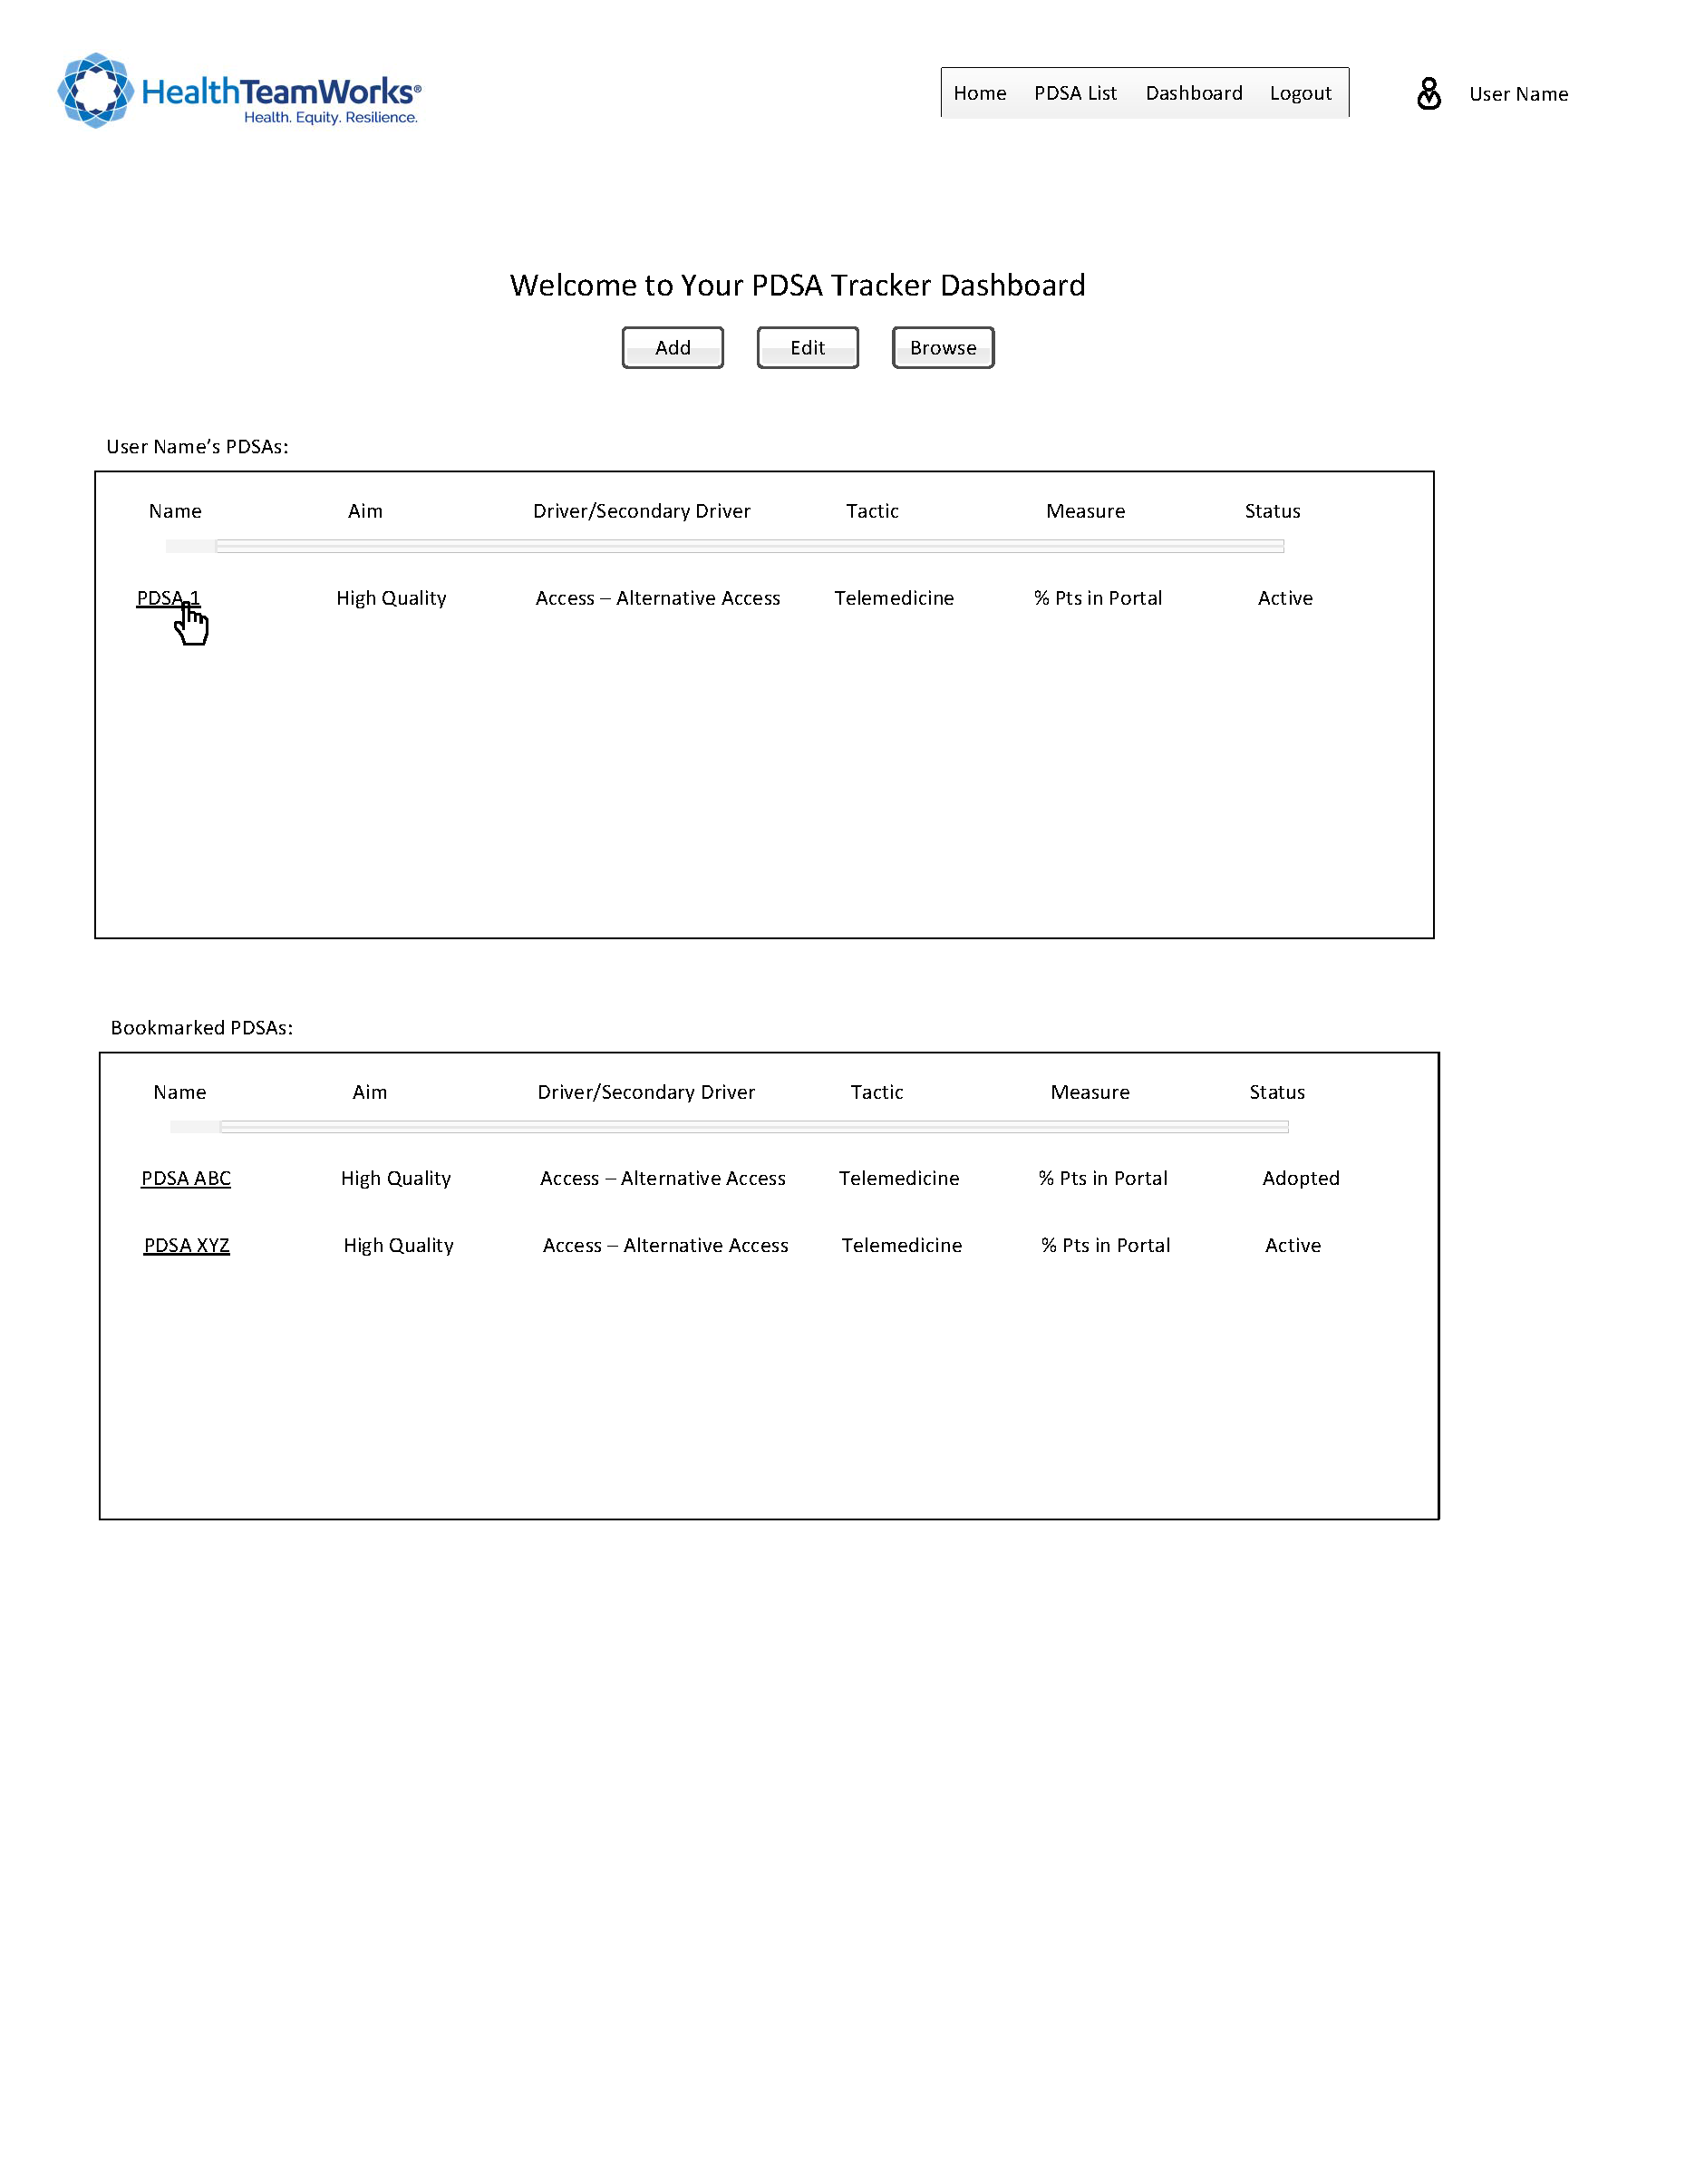 HealthTeamWorks®
Health. Equity. Resilience.
Home PDSA List Dashboard Logout
User Name
Welcome to Your PDSA Tracker Dashboard
Add Edit Browse
User Name’s PDSAs:
Name Aim Driver/Secondary Driver Tactic Measure Status
PDSA 1 High Quality Access – Alternative Access Telemedicine % Pts in Portal Active
Bookmarked PDSAs:
Name Aim Driver/Secondary Driver Tactic Measure Status
PDSA ABC High Quality Access – Alternative Access Telemedicine % Pts in Portal Adopted
PDSA XYZ High Quality Access – Alternative Access Telemedicine % Pts in Portal Active